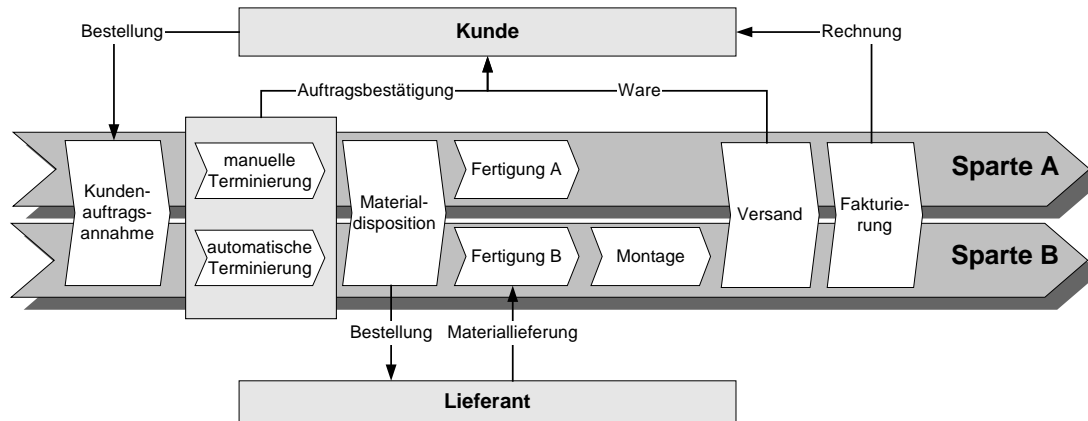 Bestellung
Kunde
Rechnung
Auftragsbestätigung
Ware
manuelle
Terminierung
Fertigung A
Sparte A
Kunden-
auftrags-
annahme
Material-
disposition
Versand
Fakturie-
rung
automatische
Terminierung
Fertigung B
Montage
Sparte B
Bestellung
Materiallieferung
Lieferant